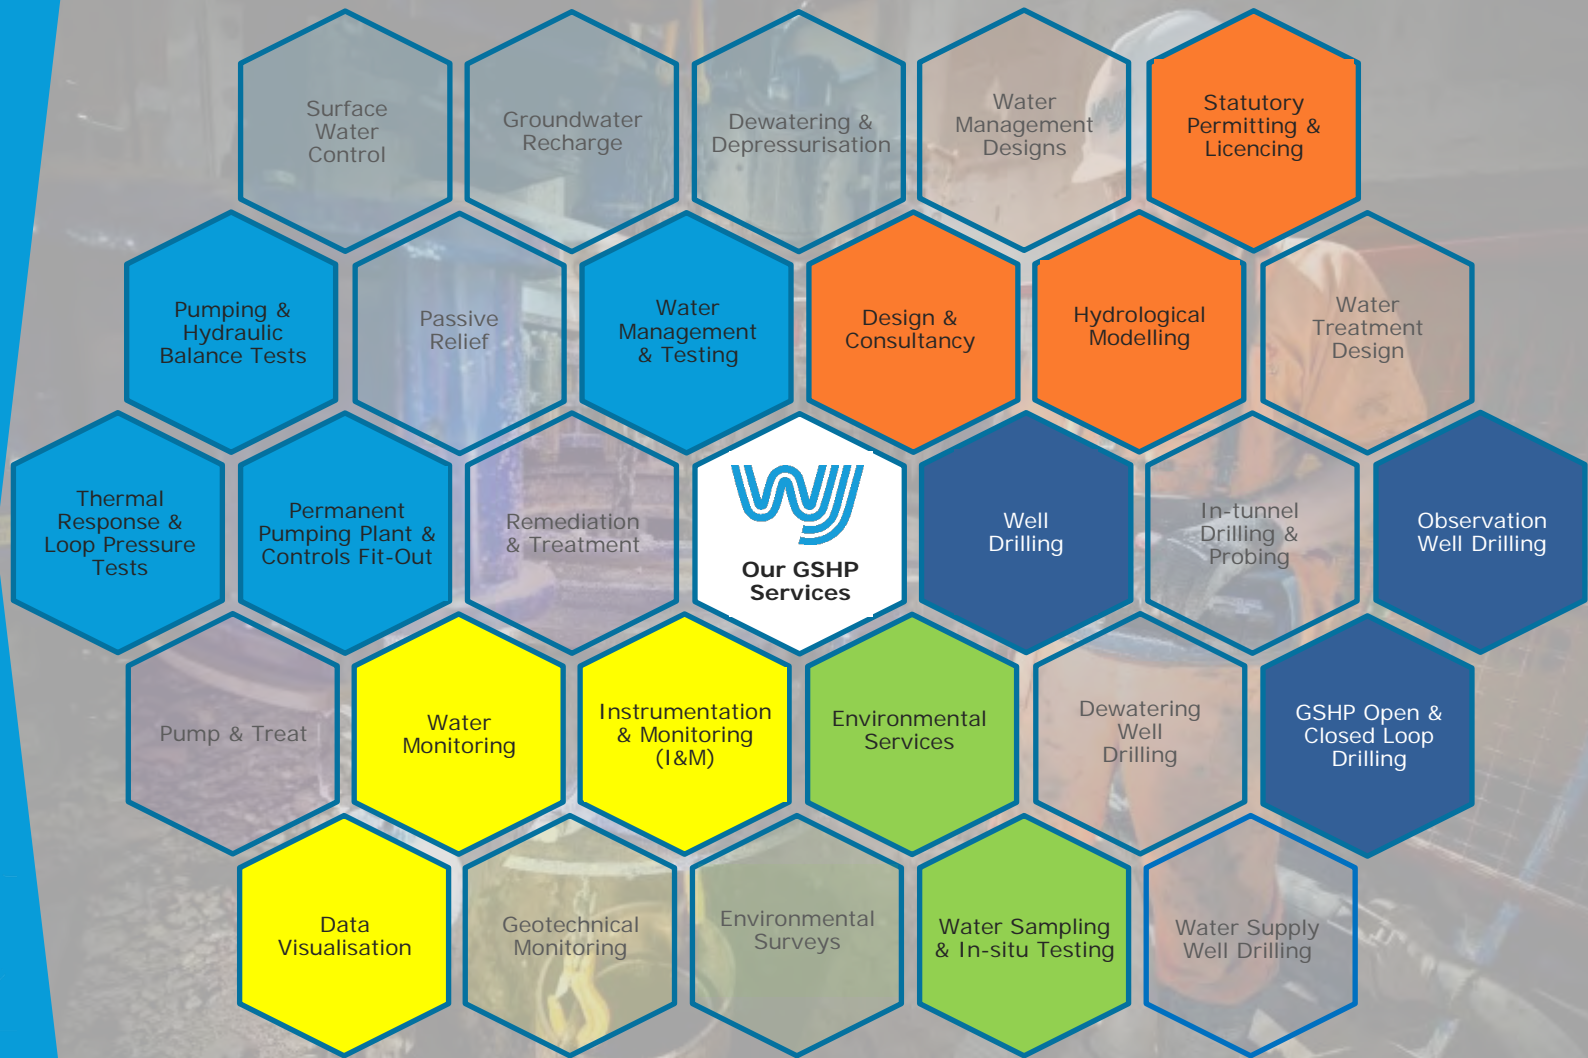 Surface
Water
Control
Groundwater
Recharge
Dewatering &
Depressurisation
Water
Management
Designs
Statutory
Permitting &
Licencing
Pumping &
Hydraulic
Balance Tests
Passive
Relief
Water
Management
& Testing
Design &
Consultancy
Hydrological
Modelling
Water
Treatment
Design
Thermal
Response &
Loop Pressure
Tests
Permanent
Pumping Plant &
Controls Fit-Out
Remediation
& Treatment
WJ
Our GSHP
Services
Well
Drilling
In-tunnel
Drilling &
Probing
Observation
Well Drilling
Pump & Treat
Water
Monitoring
Instrumentation
& Monitoring
(I&M)
Environmental
Services
Dewatering
Well
Drilling
GSHP Open &
Closed Loop
Drilling
Data
Visualisation
Geotechnical
Monitoring
Environmental
Surveys
Water Sampling
& In-situ Testing
Water Supply
Well Drilling